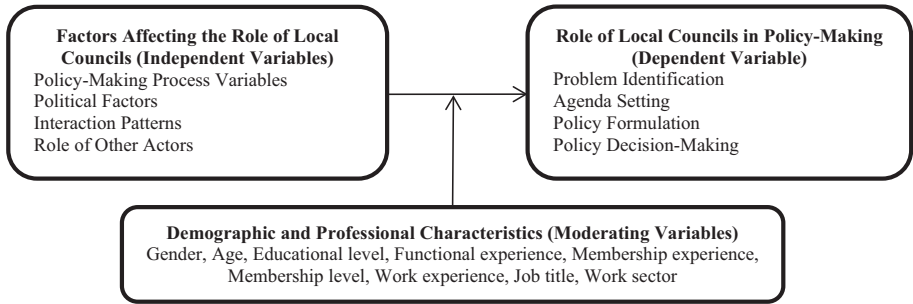 Factors Affecting the Role of Local
Councils (Independent Variables)
Policy-Making Process Variables
Political Factors
Interaction Patterns
Role of Other Actors
Role of Local Councils in Policy-Making
(Dependent Variable)
Problem Identification
Agenda Setting
Policy Formulation
Policy Decision-Making
Demographic and Professional Characteristics (Moderating Variables)
Gender, Age, Educational level, Functional experience, Membership experience,
Membership level, Work experience, Job title, Work sector